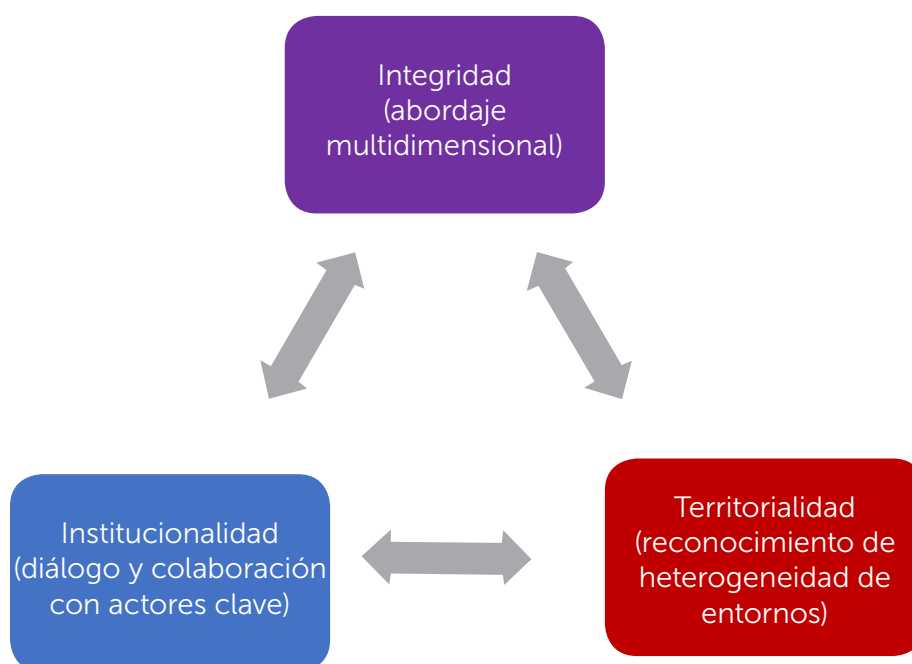 Integridad
(abordaje
multidimensional)
Institucionalidad
(diálogo y colaboración
con actores clave)
Territorialidad
(reconocimiento de
heterogeneidad de
entornos)